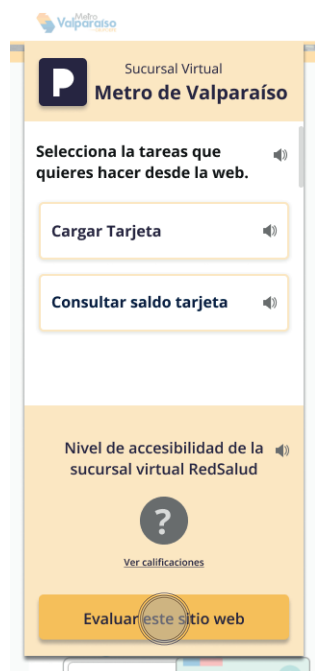 Metro
Valparaíso
Sucursal Virtual
Metro de Valparaíso
Selecciona la tareas que
quieres hacer desde la web.
Cargar Tarjeta
Consultar saldo tarjeta
Nivel de accesibilidad de la
sucursal virtual RedSalud
?
Ver calificaciones
Evaluar este sitio web